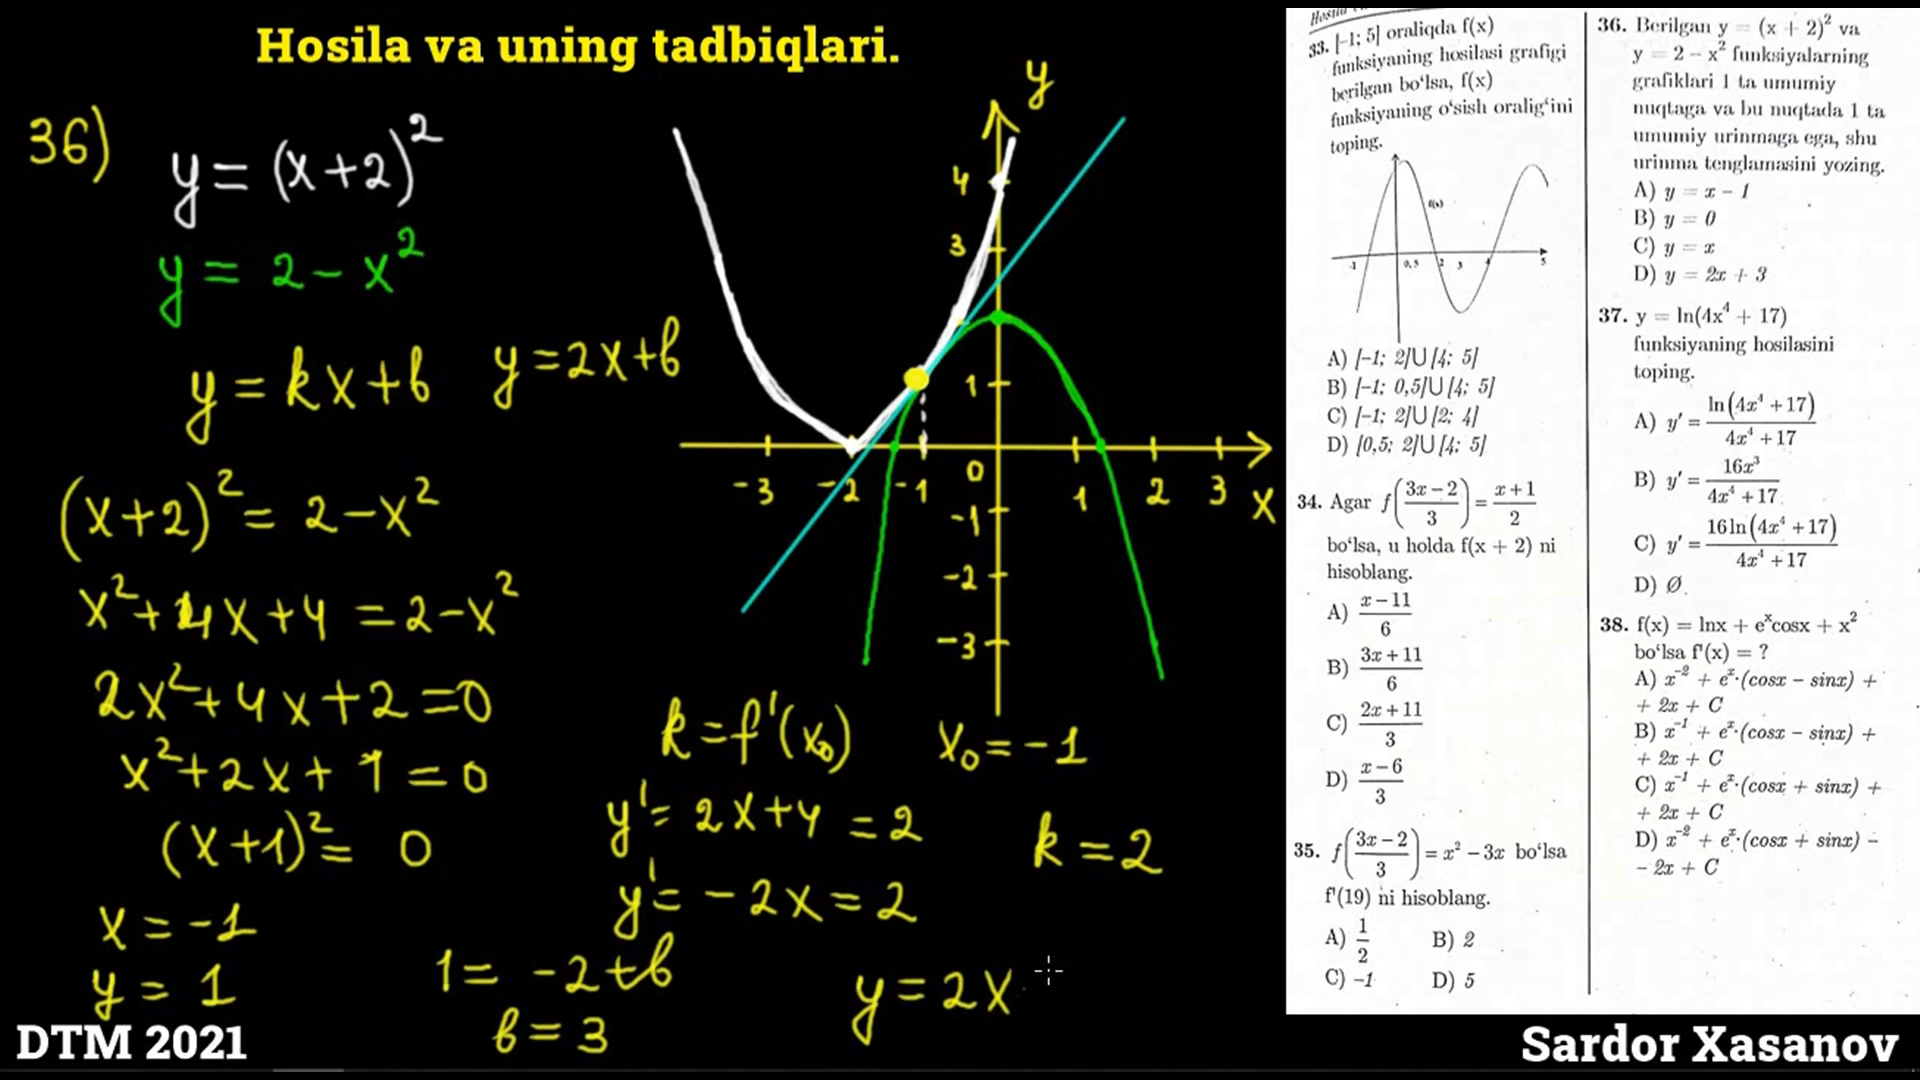 Hosila va uning tadbiqlari.
36)
y = (x+2)²
y = 2 - x²
y = kx+b
y = 2x+b
(x+2)² = 2-x²
x²+4x+4 = 2-x²
2x²+4x+2 = 0
x²+2x+1 = 0
(x+1)² = 0
x = -1
y = 1
1 = -2+b
b = 3
k = f'(x₀)
x₀ = -1
y' = 2x+4 = 2
y' = -2x = 2
k = 2
y = 2x
y
4
3
1
-3 -2 -1 0 1 2 3 x
-1
-2
-3
DTM 2021
Sardor Xasanov
33. [-1; 5] oraliqda f(x)
funksiyaning hosilasi grafigi
berilgan bo‘lsa, f(x)
funksiyaning o‘sish oralig‘ini
toping.
f(x)
-1 0,5 2 3 4 5
A) [-1; 2]∪[4; 5]
B) [-1; 0,5]∪[4; 5]
C) [-1; 2]∪[2; 4]
D) [0,5; 2]∪[4; 5]
34. Agar f((3x-2)/3) = (x+1)/2
bo‘lsa, u holda f(x + 2) ni
hisoblang.
A) (x-11)/6
B) (3x+11)/6
C) (2x+11)/3
D) (x-6)/3
35. f((3x-2)/3) = x² - 3x bo‘lsa
f'(19) ni hisoblang.
A) 1/2 B) 2
C) -1 D) 5
36. Berilgan y = (x + 2)² va
y = 2 - x² funksiyalarning
grafiklari 1 ta umumiy
nuqtaga va bu nuqtada 1 ta
umumiy urinmaga ega, shu
urinma tenglamasini yozing.
A) y = x - 1
B) y = 0
C) y = x
D) y = 2x + 3
37. y = ln(4x⁴ + 17)
funksiyaning hosilasini
toping.
A) y' = ln(4x⁴+17)/(4x⁴+17)
B) y' = 16x³/(4x⁴+17)
C) y' = 16ln(4x⁴+17)/(4x⁴+17)
D) Ø.
38. f(x) = lnx + eˣcosx + x²
bo‘lsa f'(x) = ?
A) x⁻² + eˣ·(cosx - sinx) +
+ 2x + C
B) x⁻¹ + eˣ·(cosx - sinx) +
+ 2x + C
C) x⁻¹ + eˣ·(cosx + sinx) +
+ 2x + C
D) x⁻² + eˣ·(cosx + sinx) -
- 2x + C